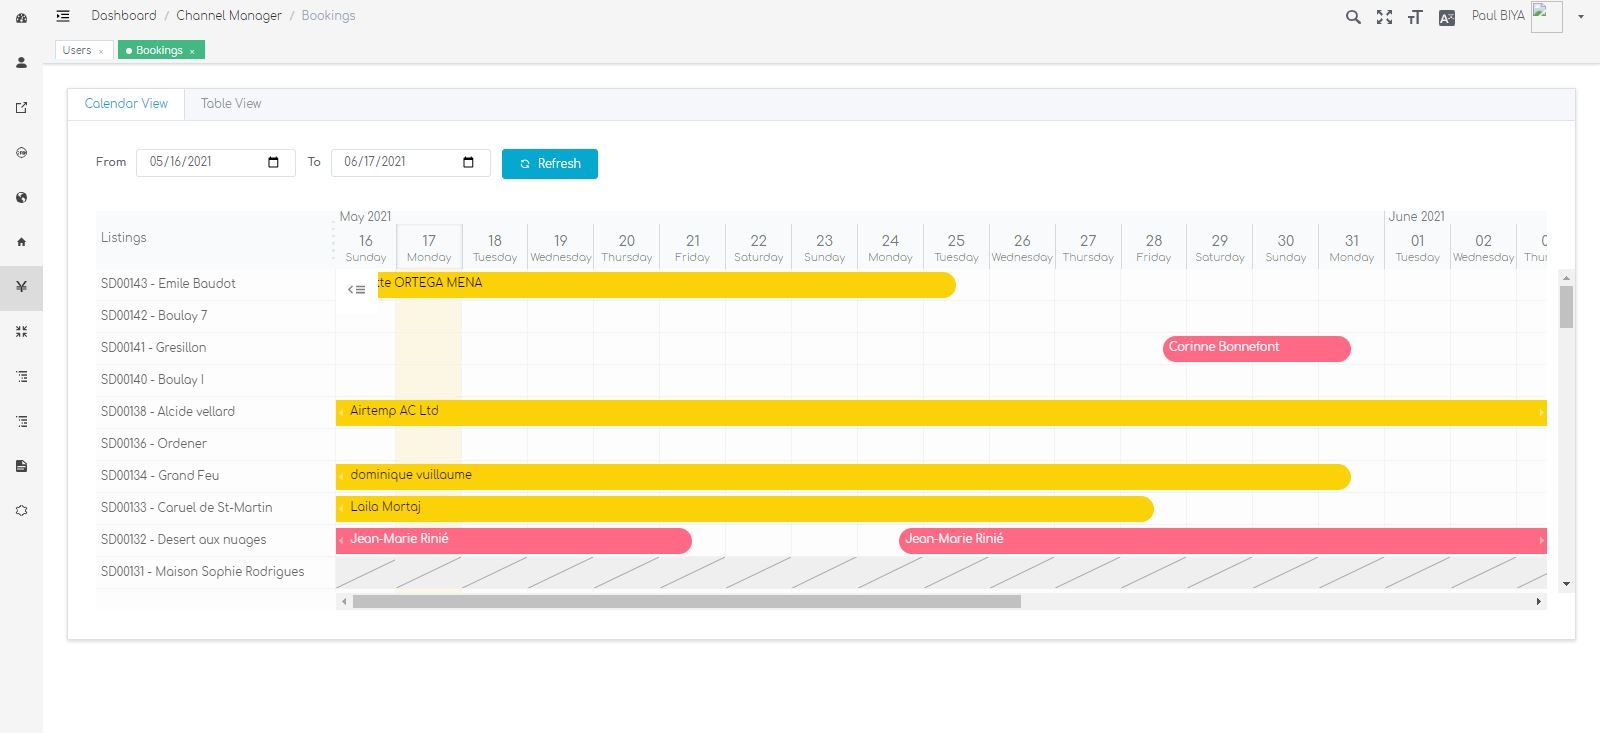 Dashboard / Channel Manager / Bookings
Paul BIYA
Users ×
Bookings ×
Calendar View
Table View
From 05/16/2021 To 06/17/2021 Refresh
Listings
May 2021
June 2021
16 17 18 19 20 21 22 23 24 25 26 27 28 29 30 31 01 02
Sunday Monday Tuesday Wednesday Thursday Friday Saturday Sunday Monday Tuesday Wednesday Thursday Friday Saturday Sunday Monday Tuesday Wednesday
SD00143 - Emile Baudot
ORTEGA MENA
SD00142 - Boulay 7
SD00141 - Gresillon
Corinne Bonnefont
SD00140 - Boulay I
SD00138 - Alcide vellard
Airtemp AC Ltd
SD00136 - Ordener
SD00134 - Grand Feu
dominique vuillaume
SD00133 - Caruel de St-Martin
Laila Mortaj
SD00132 - Desert aux nuages
Jean-Marie Rinié
Jean-Marie Rinié
SD00131 - Maison Sophie Rodrigues